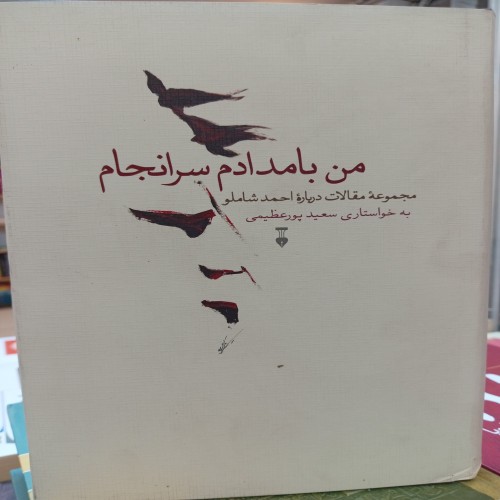 من بامدادم سرانجام
مجموعهٔ مقالات دربارهٔ احمد شاملو
به خواستاری سعید پورعظیمی